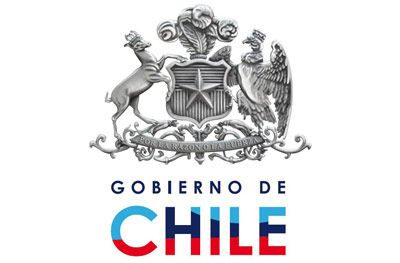 POR LA RAZON O LA FUERZA
GOBIERNO DE
CHILE